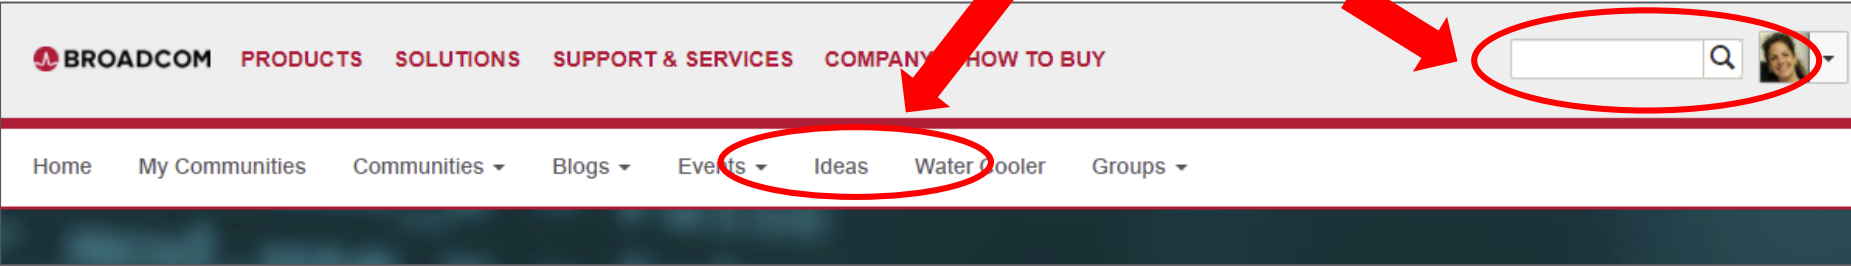 BROADCOM PRODUCTS SOLUTIONS SUPPORT & SERVICES COMPANY HOW TO BUY
Home My Communities Communities Blogs Events Ideas Water Cooler Groups